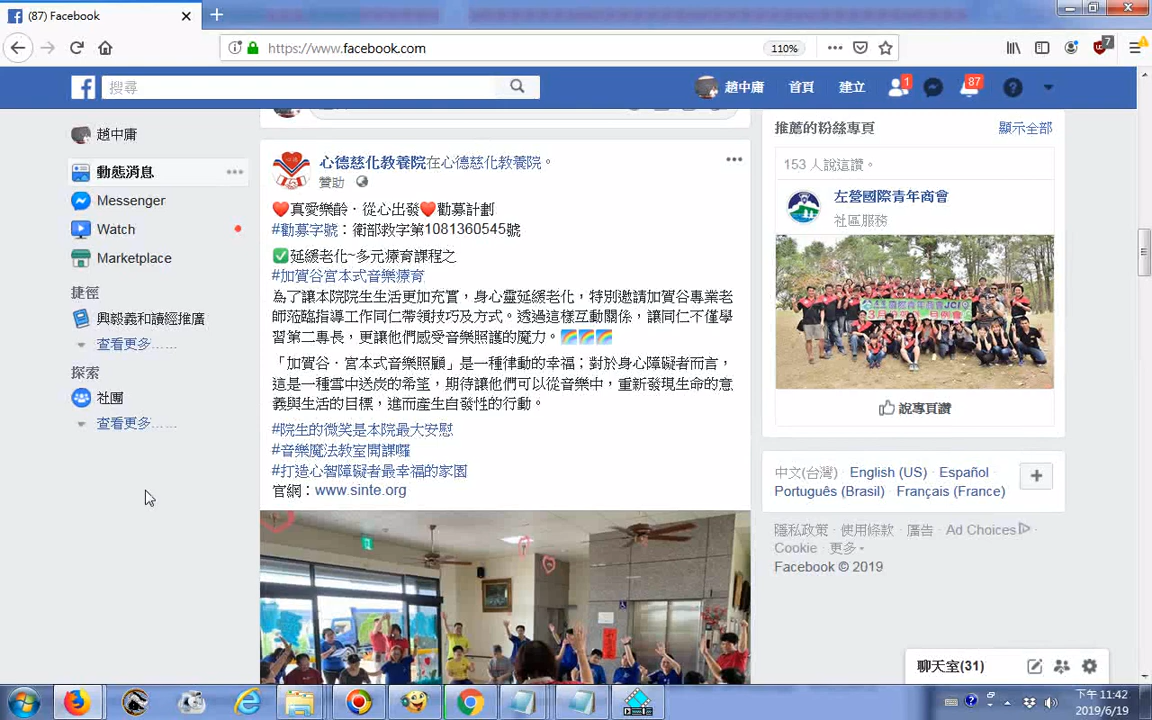 (87) Facebook
https://www.facebook.com
110%
7
搜尋
趙中庸
首頁
建立
1
87
趙中庸
動態消息
Messenger
Watch
Marketplace
捷徑
興毅義和讀經推廣
查看更多……
探索
社團
查看更多……
心德慈化教養院在心德慈化教養院。
贊助
真愛樂齡．從心出發 勸募計劃
#勸募字號：衛部救字第1081360545號
延緩老化~多元療育課程之
#加賀谷宮本式音樂療育
為了讓本院院生生活更加充實，身心靈延緩老化，特別邀請加賀谷專業老
師蒞臨指導工作同仁帶領技巧及方式。透過這樣互動關係，讓同仁不僅學
習第二專長，更讓他們感受音樂照護的魔力。
「加賀谷．宮本式音樂照顧」是一種律動的幸福；對於身心障礙者而言，
這是一種雪中送炭的希望，期待讓他們可以從音樂中，重新發現生命的意
義與生活的目標，進而產生自發性的行動。
#院生的微笑是本院最大安慰
#音樂魔法教室開課囉
#打造心智障礙者最幸福的家園
官網：www.sinte.org
推薦的粉絲專頁
顯示全部
153 人說這讚。
左營國際青年商會
社區服務
說專頁讚
中文(台灣) · English (US) · Español ·
Português (Brasil) · Français (France)
隱私政策 · 使用條款 · 廣告 · Ad Choices ·
Cookie · 更多
Facebook © 2019
聊天室(31)
下午 11:42
2019/6/19